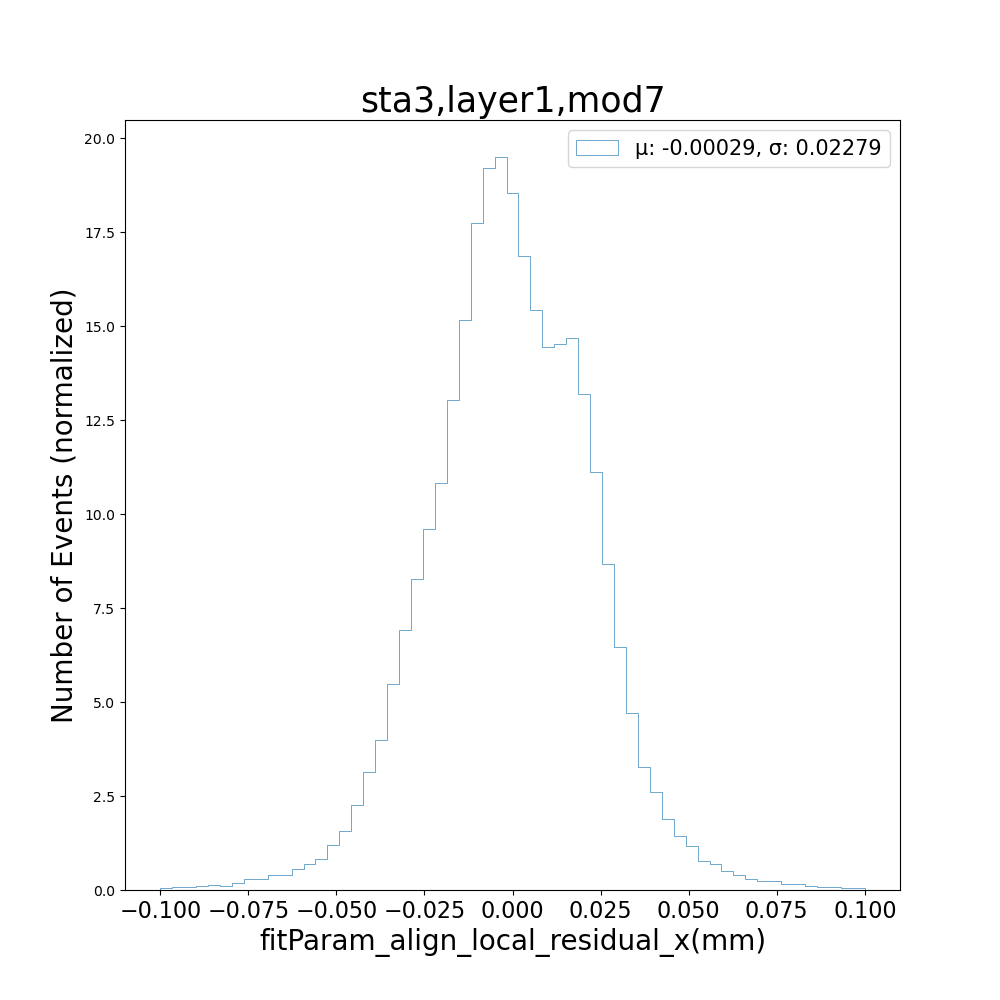 sta3,layer1,mod7
μ: -0.00029, σ: 0.02279
Number of Events (normalized)
20.0
17.5
15.0
12.5
10.0
7.5
5.0
2.5
0.0
−0.100 −0.075 −0.050 −0.025 0.000 0.025 0.050 0.075 0.100
fitParam_align_local_residual_x(mm)